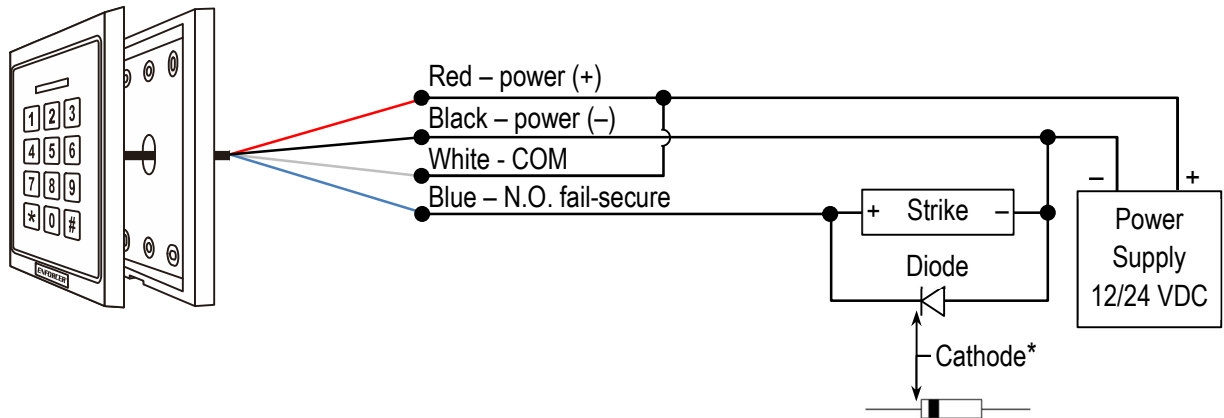 Red – power (+)
Black – power (–)
White - COM
Blue – N.O. fail-secure
1 2 3
4 5 6
7 8 9
* 0 #
ENFORCER
+ Strike –
Diode
Cathode*
– +
Power
Supply
12/24 VDC